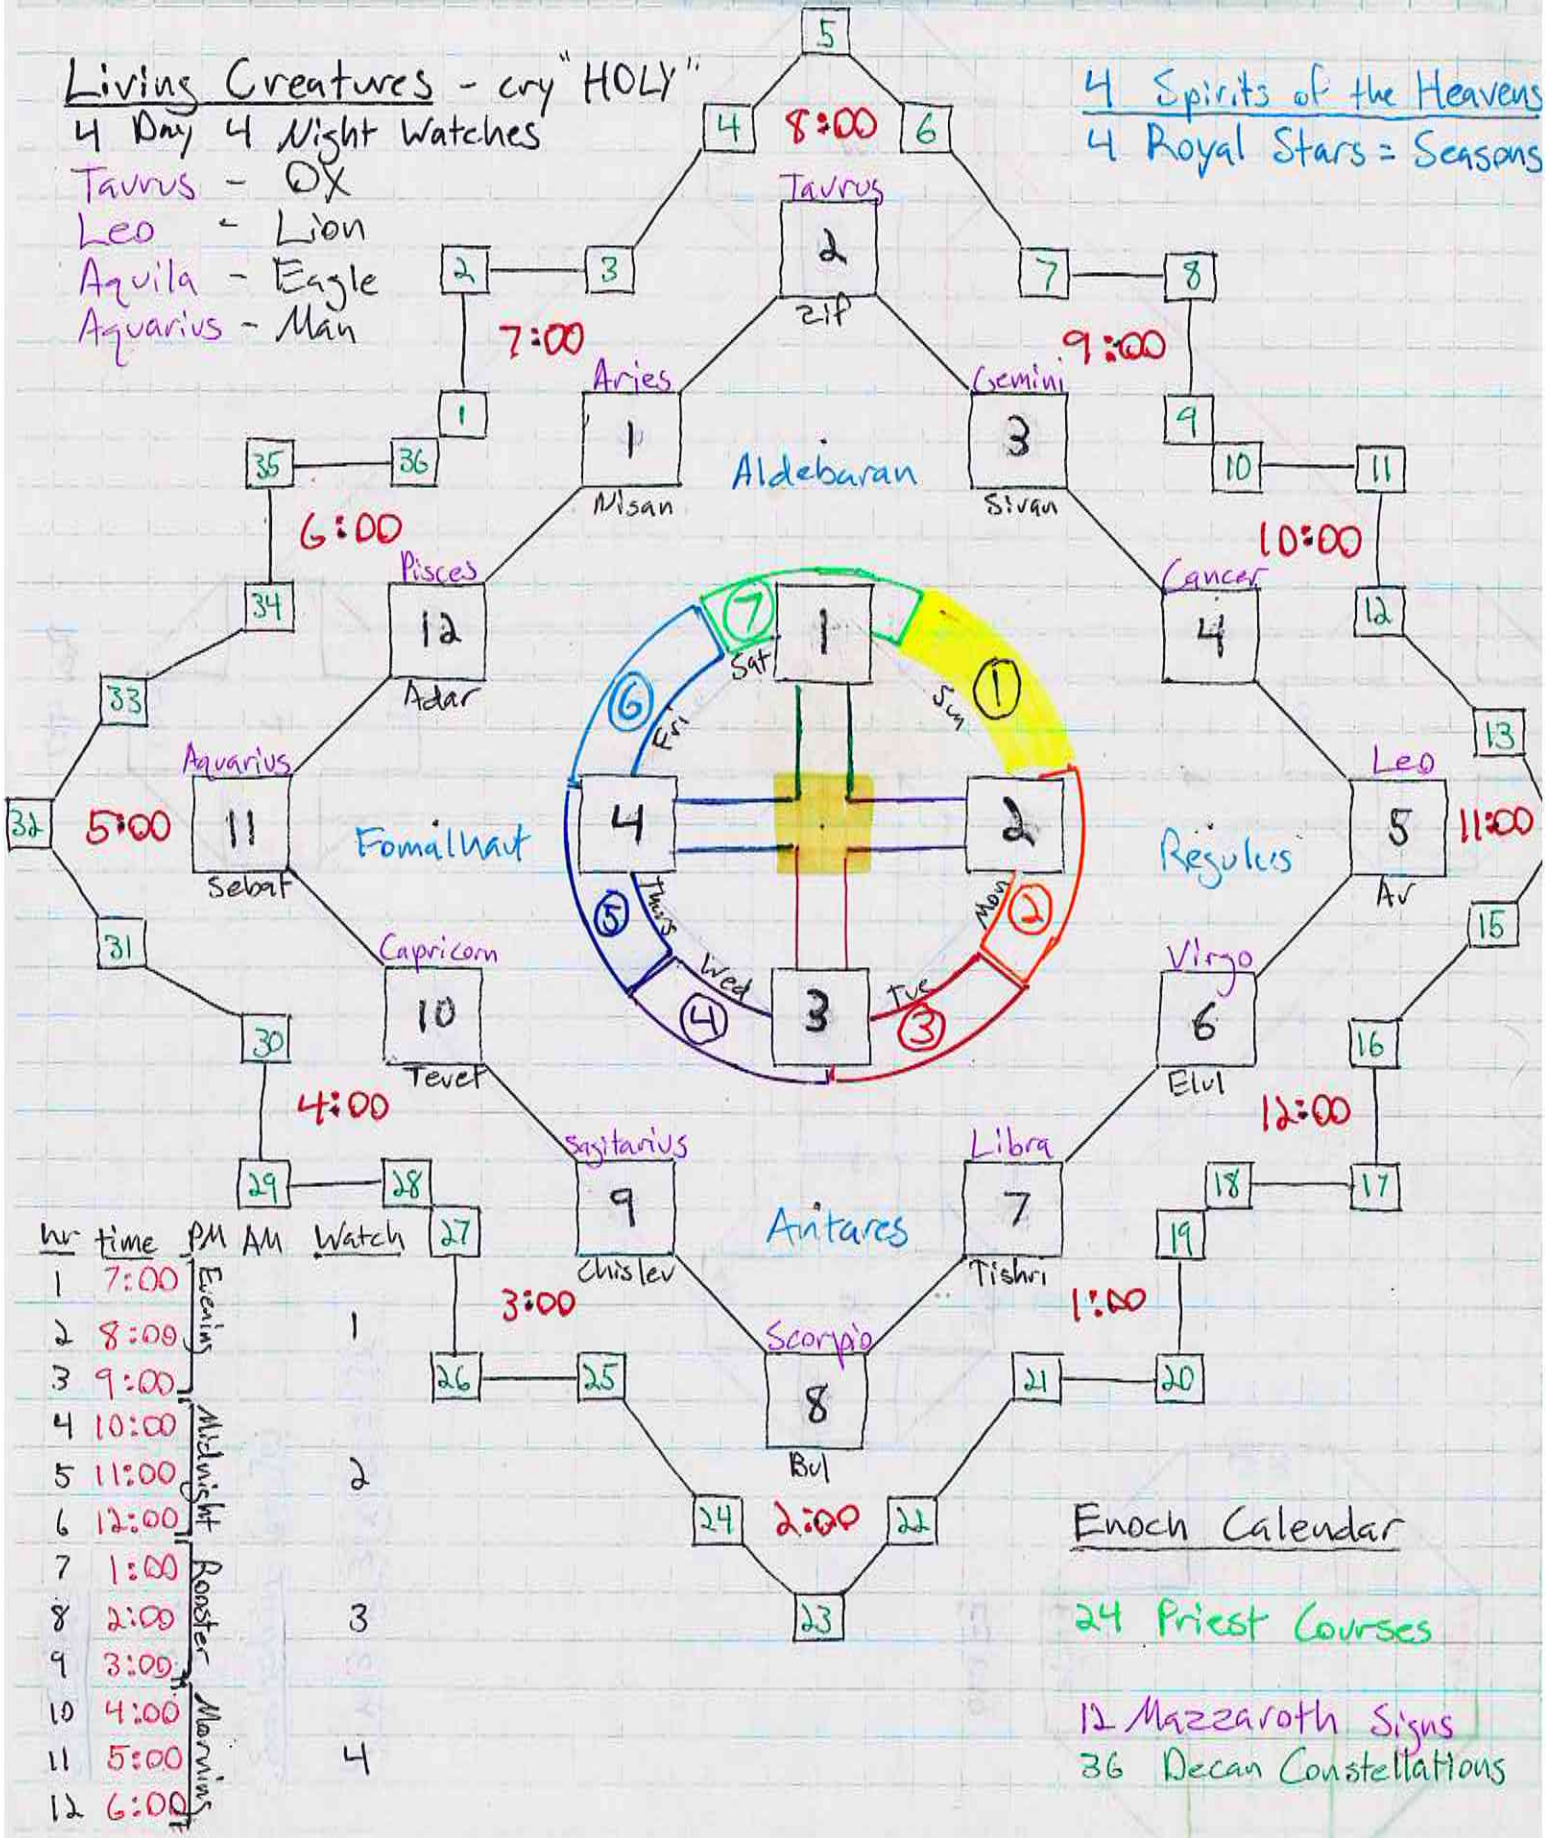 5
Living Creatures - cry "HOLY"
4 Day 4 Night Watches
Taurus - OX
Leo - Lion
Aquila - Eagle
Aquarius - Man
4 Spirits of the Heavens
4 Royal Stars = Seasons
4 8:00 6
Taurus
2
Zif
2 3
7 8
7:00
9:00
Aries
1
Nisan
Gemini
3
Sivan
Aldebaran
1
9
35 36
10 11
6:00
10:00
Pisces
12
Adar
Cancer
4
34
12
33
13
7
Sat
1
1
Sun
6
Fri
Aquarius
11
Sebat
Leo
5
Av
32
5:00
11:00
Fomalhaut
4
2
Regulus
5
Thurs
Mon
2
31
15
Wed
4
3
Tue
3
Capricorn
10
Tevet
Virgo
6
Elul
30
16
4:00
12:00
29 28
18 17
27
19
Sagitarius
9
Chislev
Antares
Libra
7
Tishri
3:00
1:00
Scorpio
8
Bul
26 25
21 20
24 2:00 22
23
hr time PM AM Watch
1 7:00
2 8:00 Evening 1
3 9:00
4 10:00
5 11:00 Midnight 2
6 12:00
7 1:00
8 2:00 Rooster 3
9 3:00
10 4:00
11 5:00 Morning 4
12 6:00
Enoch Calendar
24 Priest Courses
12 Mazzaroth Signs
36 Decan Constellations